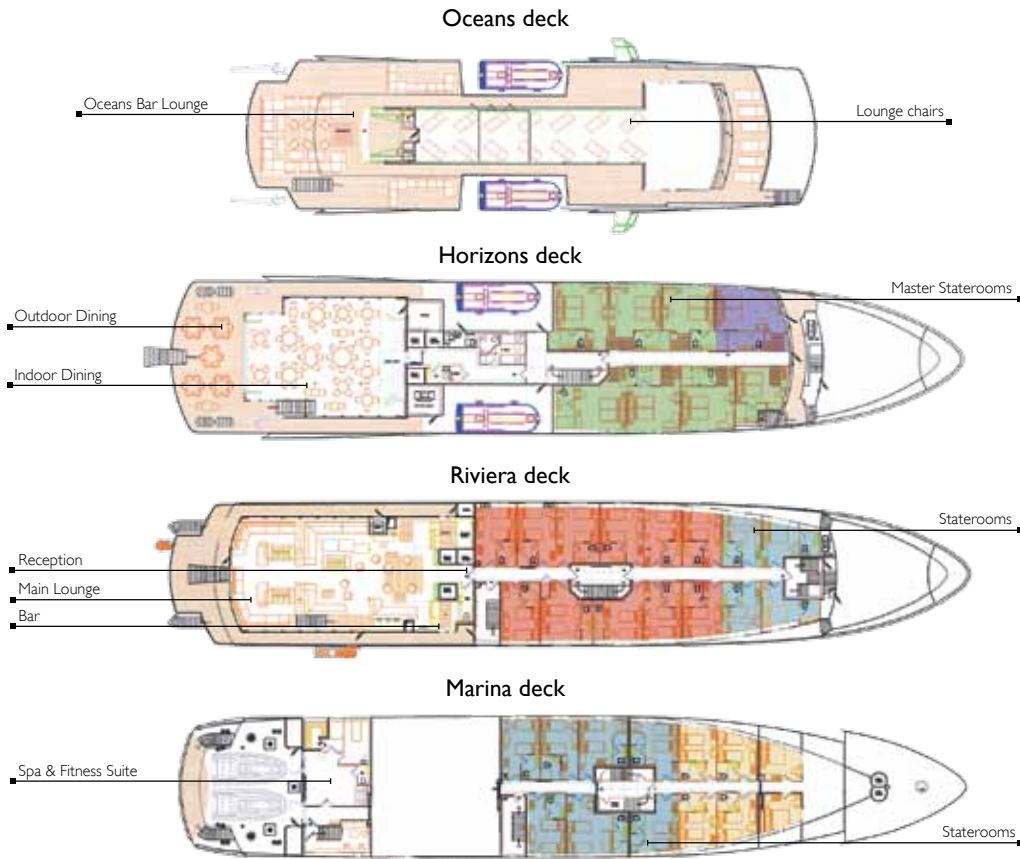 Oceans deck
Oceans Bar Lounge
Lounge chairs
Horizons deck
Master Staterooms
Outdoor Dining
Indoor Dining
Riviera deck
Staterooms
Reception
Main Lounge
Bar
Marina deck
Spa & Fitness Suite
Staterooms